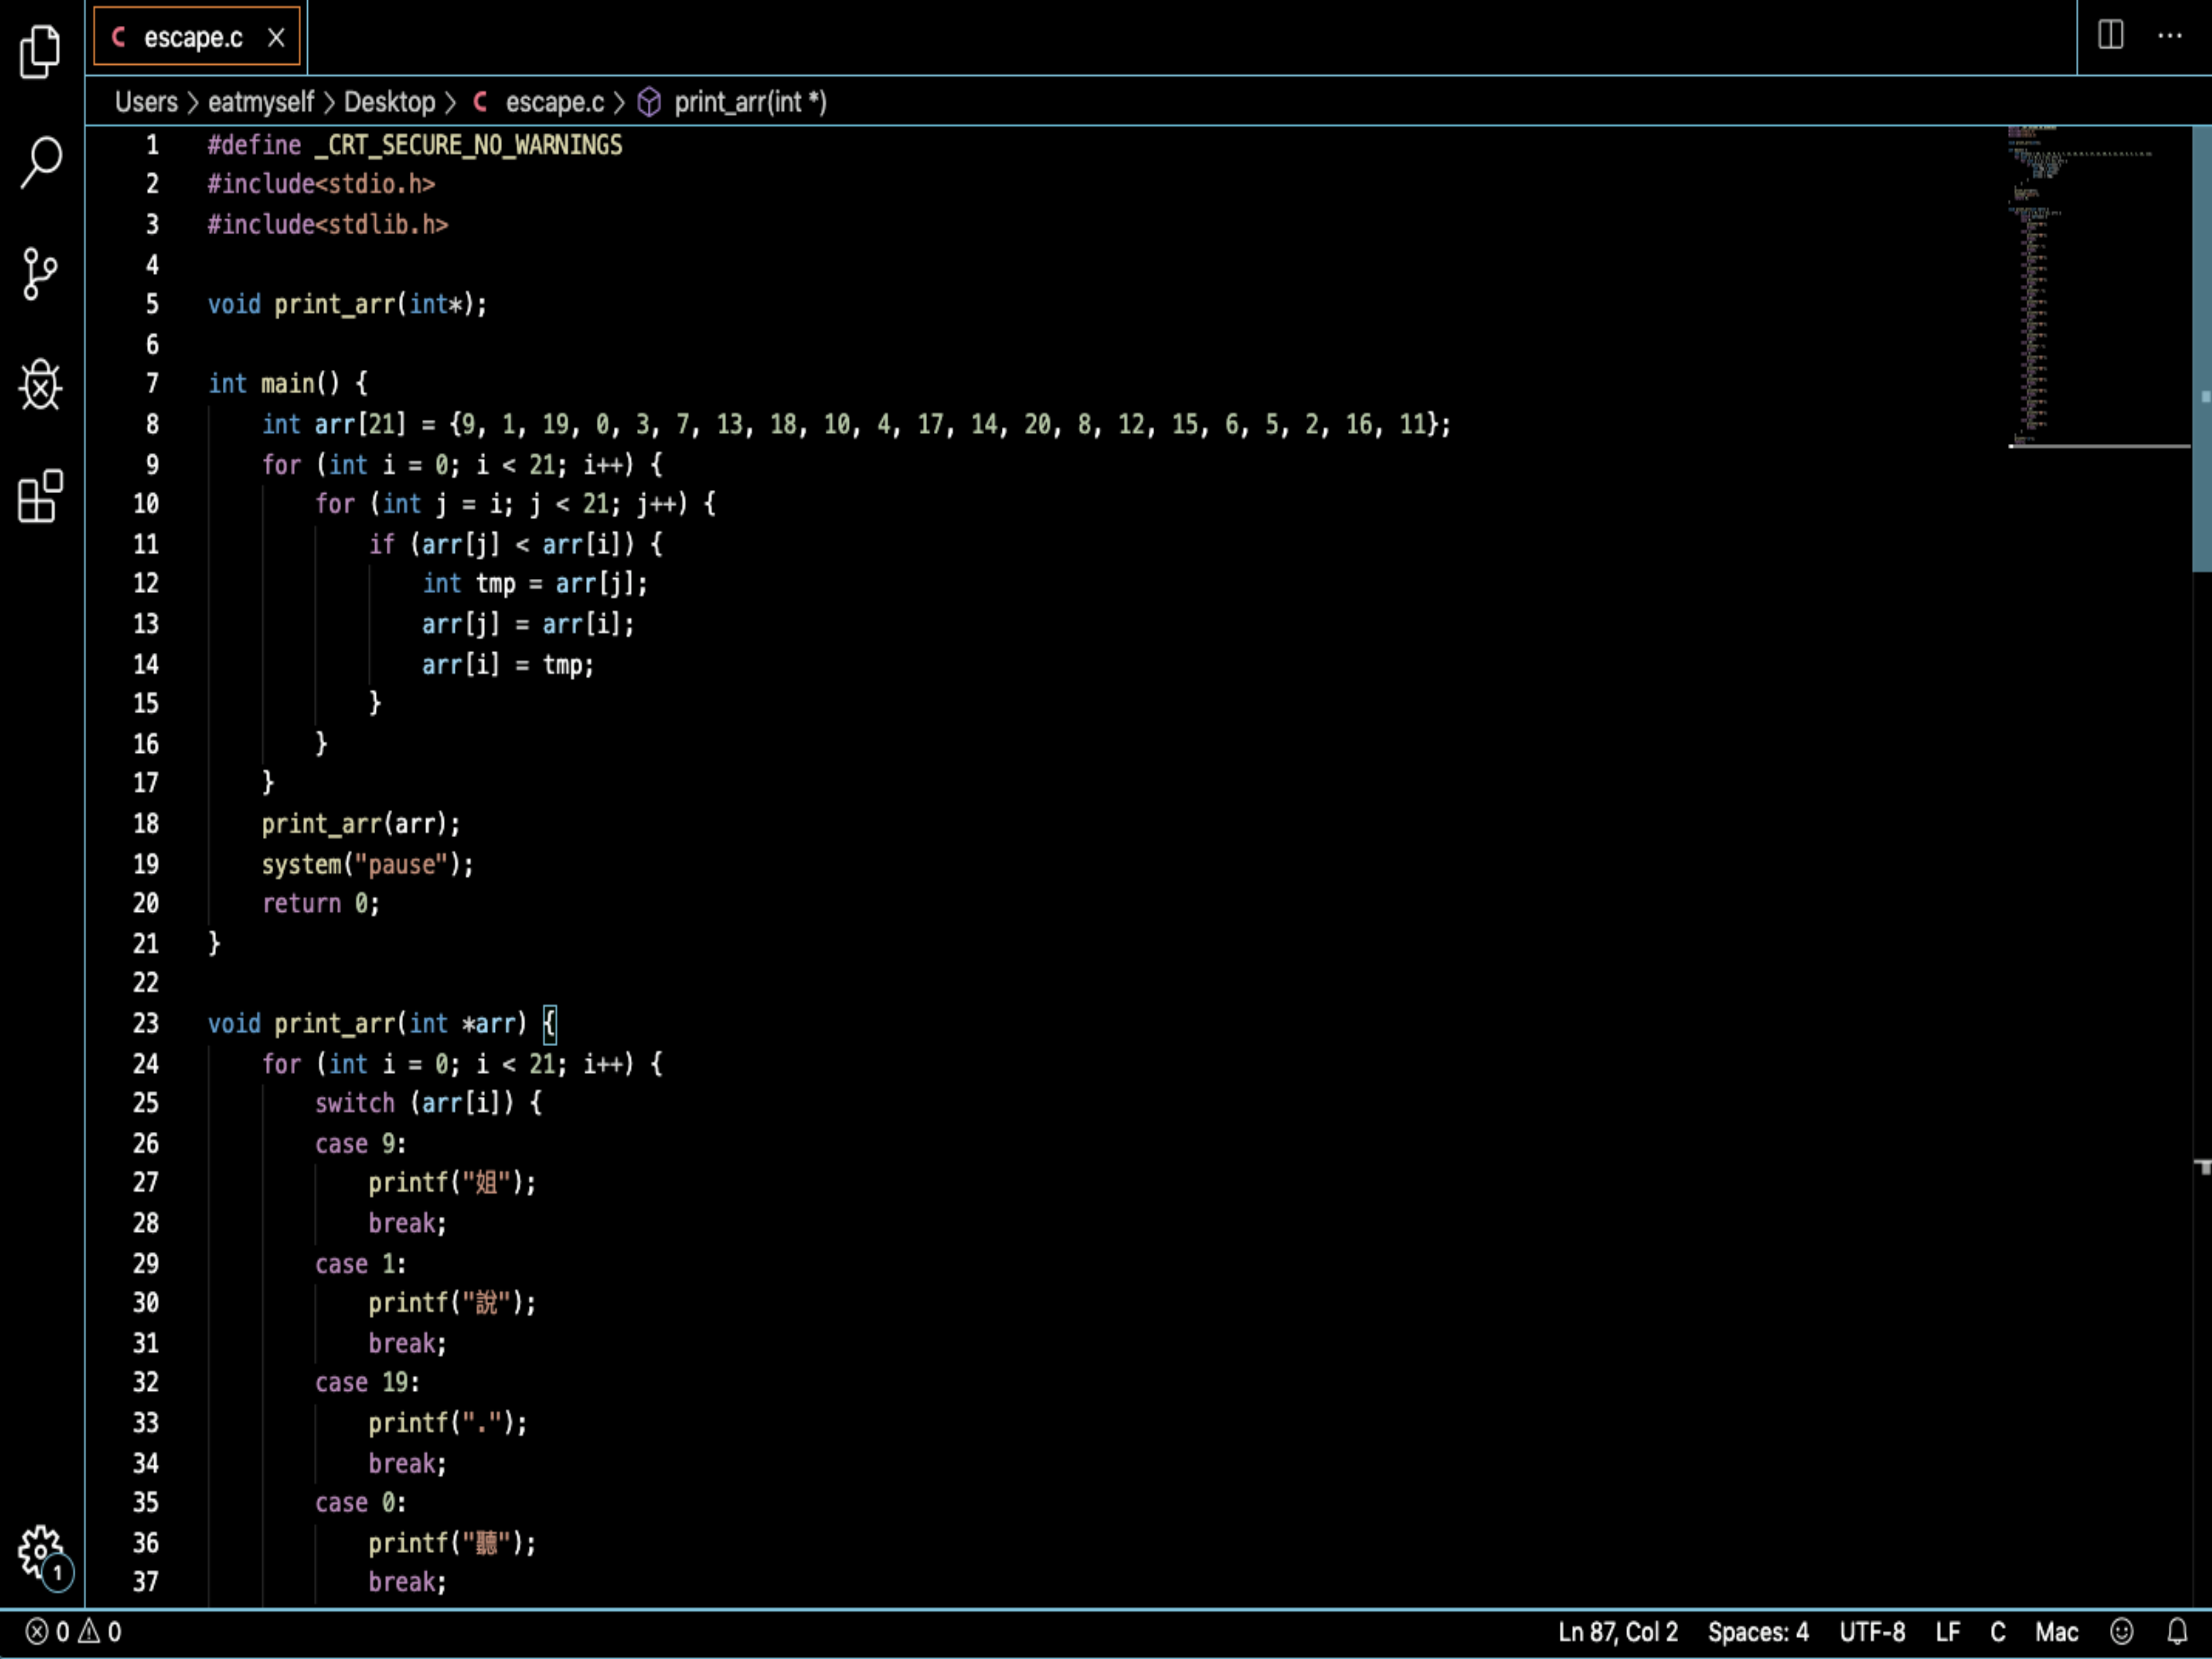 escape.c
Users > eatmyself > Desktop > C escape.c > print_arr(int *)
1 #define _CRT_SECURE_NO_WARNINGS
2 #include<stdio.h>
3 #include<stdlib.h>
4
5 void print_arr(int*);
6
7 int main() {
8 int arr[21] = {9, 1, 19, 0, 3, 7, 13, 18, 10, 4, 17, 14, 20, 8, 12, 15, 6, 5, 2, 16, 11};
9 for (int i = 0; i < 21; i++) {
10 for (int j = i; j < 21; j++) {
11 if (arr[j] < arr[i]) {
12 int tmp = arr[j];
13 arr[j] = arr[i];
14 arr[i] = tmp;
15 }
16 }
17 }
18 print_arr(arr);
19 system("pause");
20 return 0;
21 }
22
23 void print_arr(int *arr) {
24 for (int i = 0; i < 21; i++) {
25 switch (arr[i]) {
26 case 9:
27 printf("姐");
28 break;
29 case 1:
30 printf("說");
31 break;
32 case 19:
33 printf(".");
34 break;
35 case 0:
36 printf("聽");
37 break;
1
0 0 Ln 87, Col 2 Spaces: 4 UTF-8 LF C Mac